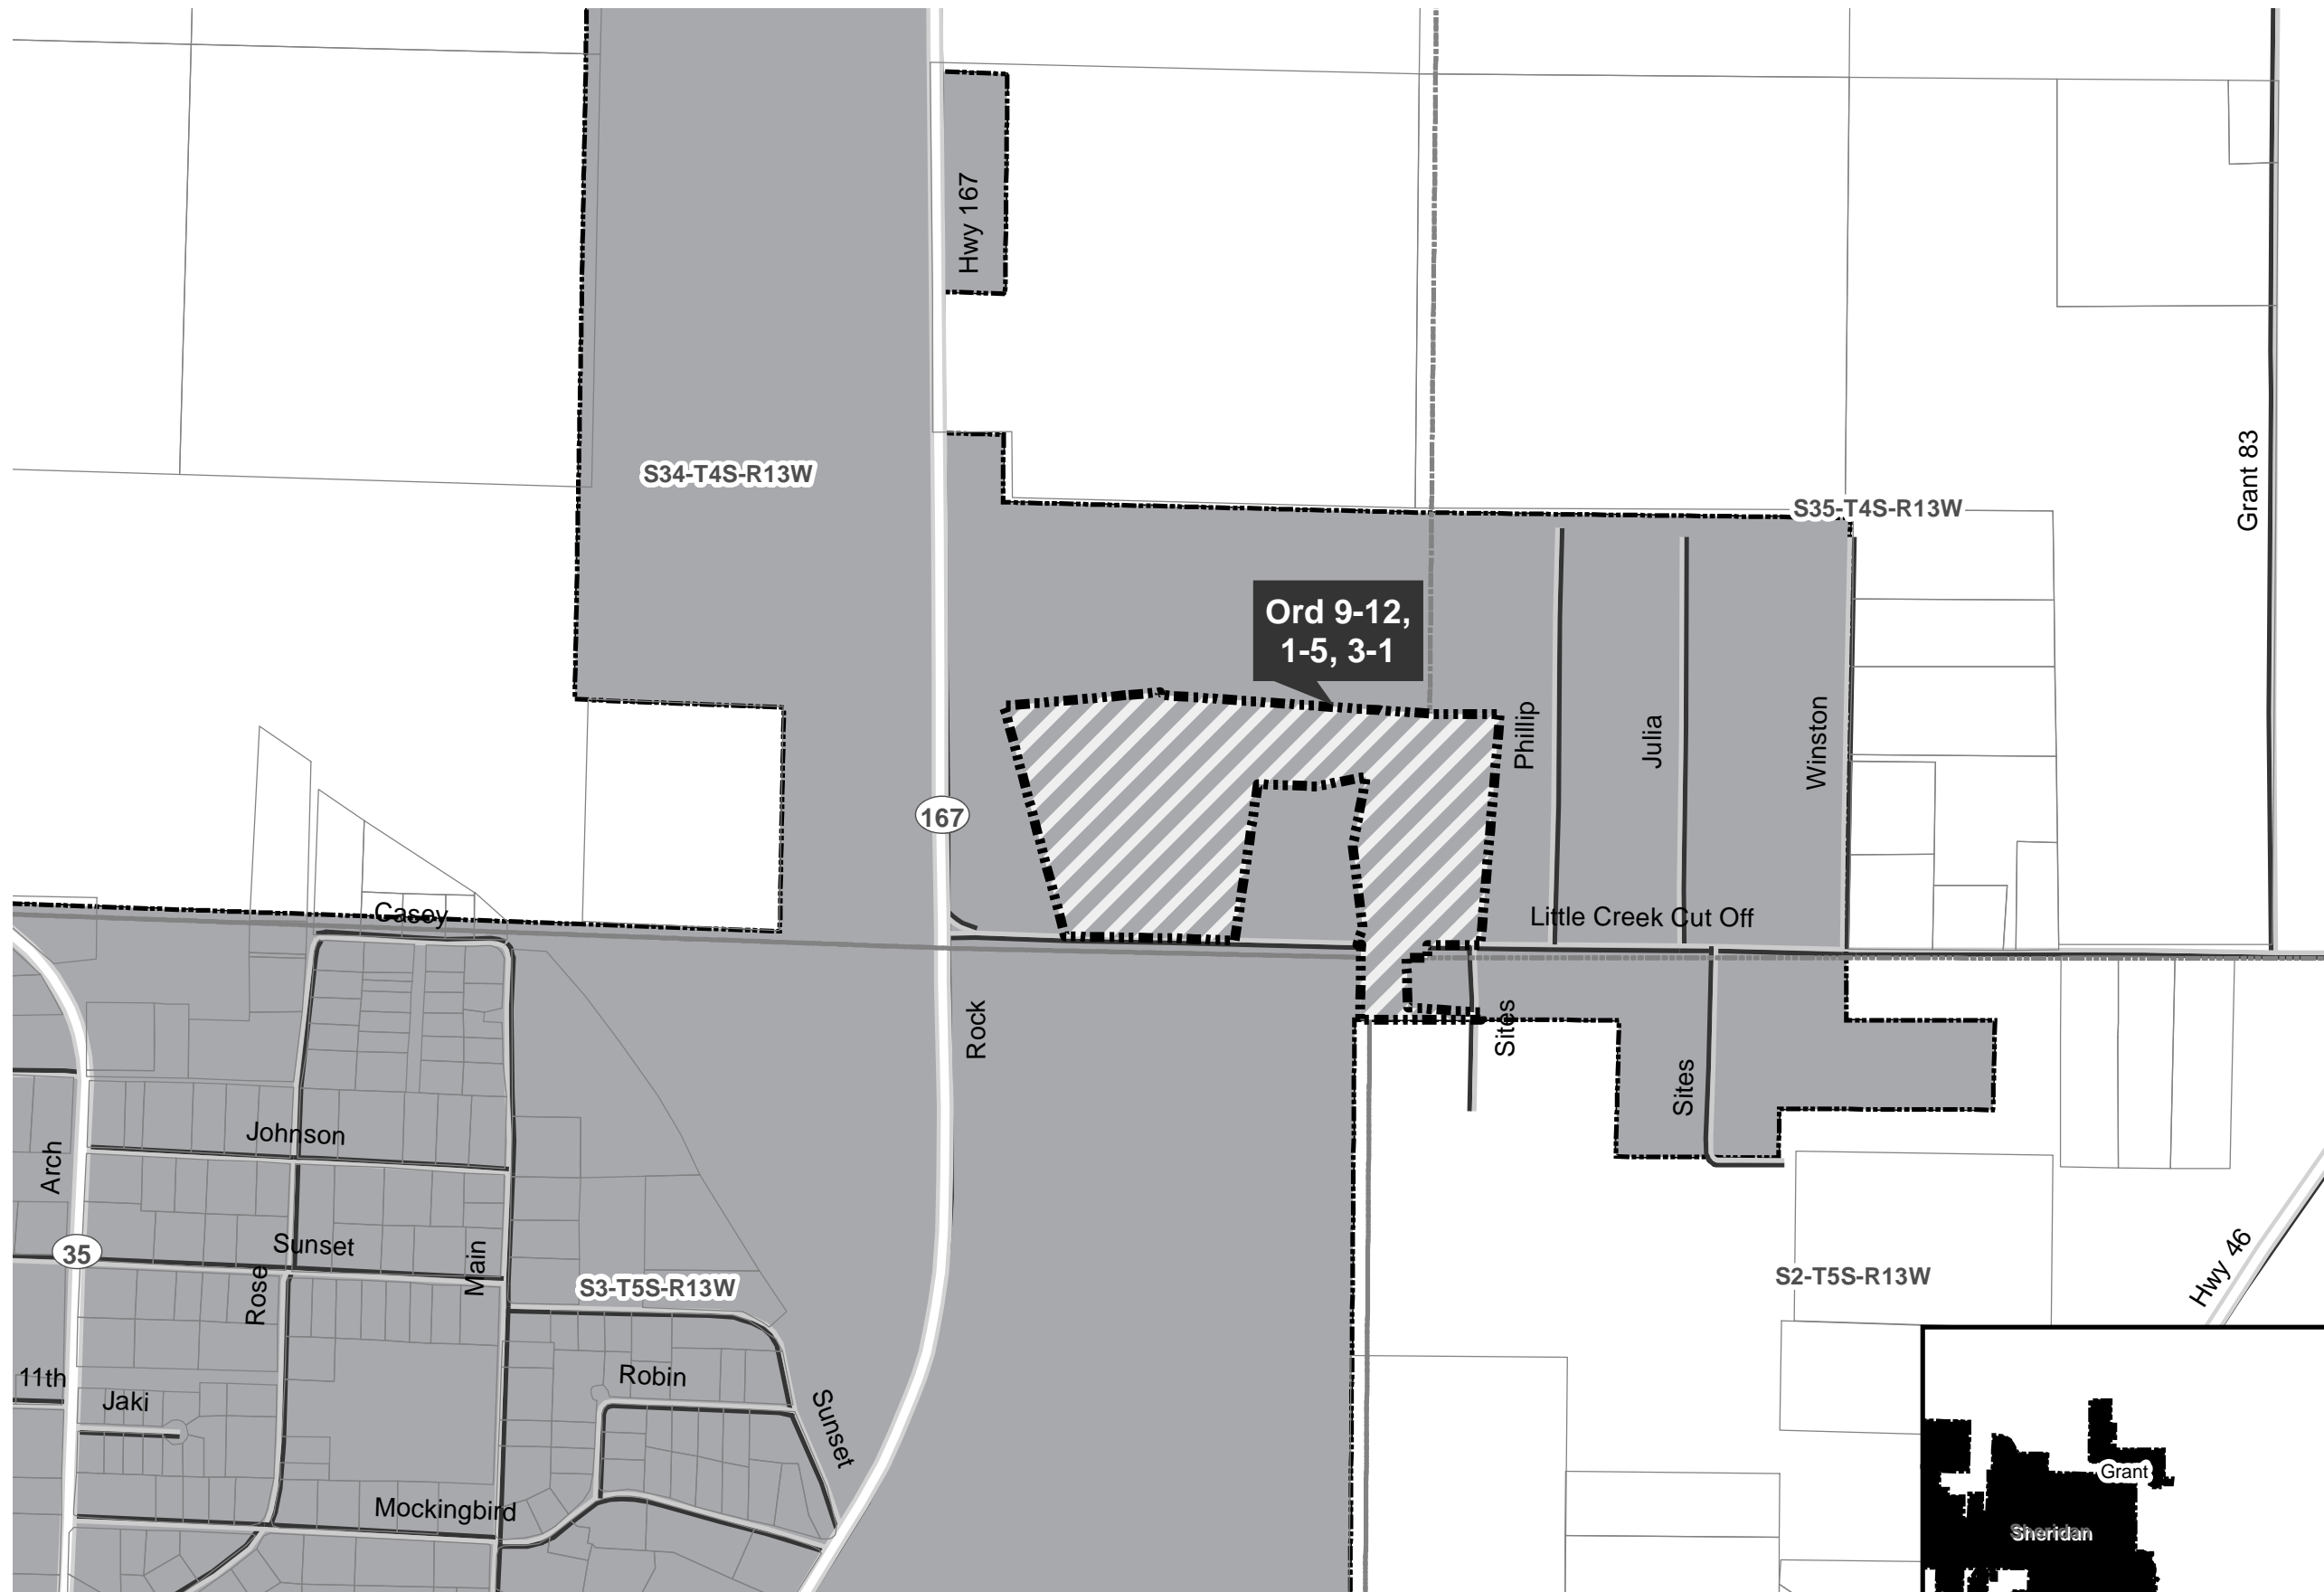 Hwy 167
Grant 83
S34-T4S-R13W
S35-T4S-R13W
Ord 9-12,
1-5, 3-1
Phillip
Julia
Winston
167
Casey
Little Creek Cut Off
Rock
Sites
Sites
Johnson
Arch
Sunset
35
Rose
Main
S3-T5S-R13W
S2-T5S-R13W
Hwy 46
11th
Jaki
Robin
Sunset
Mockingbird
Grant
Sheridan